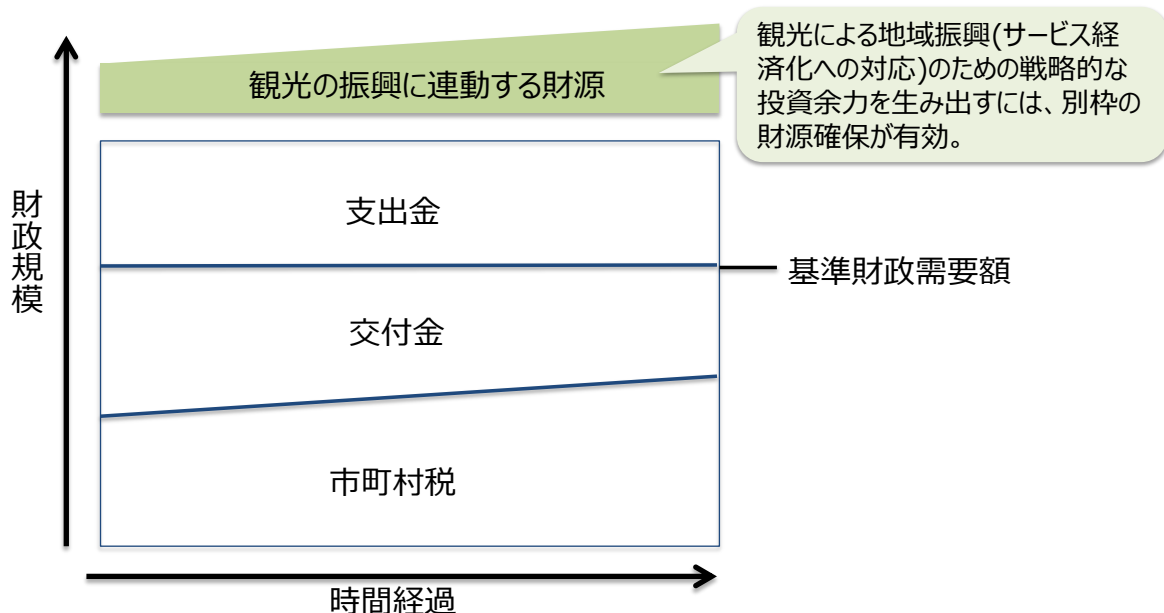 観光の振興に連動する財源
観光による地域振興(サービス経
済化への対応)のための戦略的な
投資余力を生み出すには、別枠の
財源確保が有効。
財政規模
支出金
基準財政需要額
交付金
市町村税
時間経過